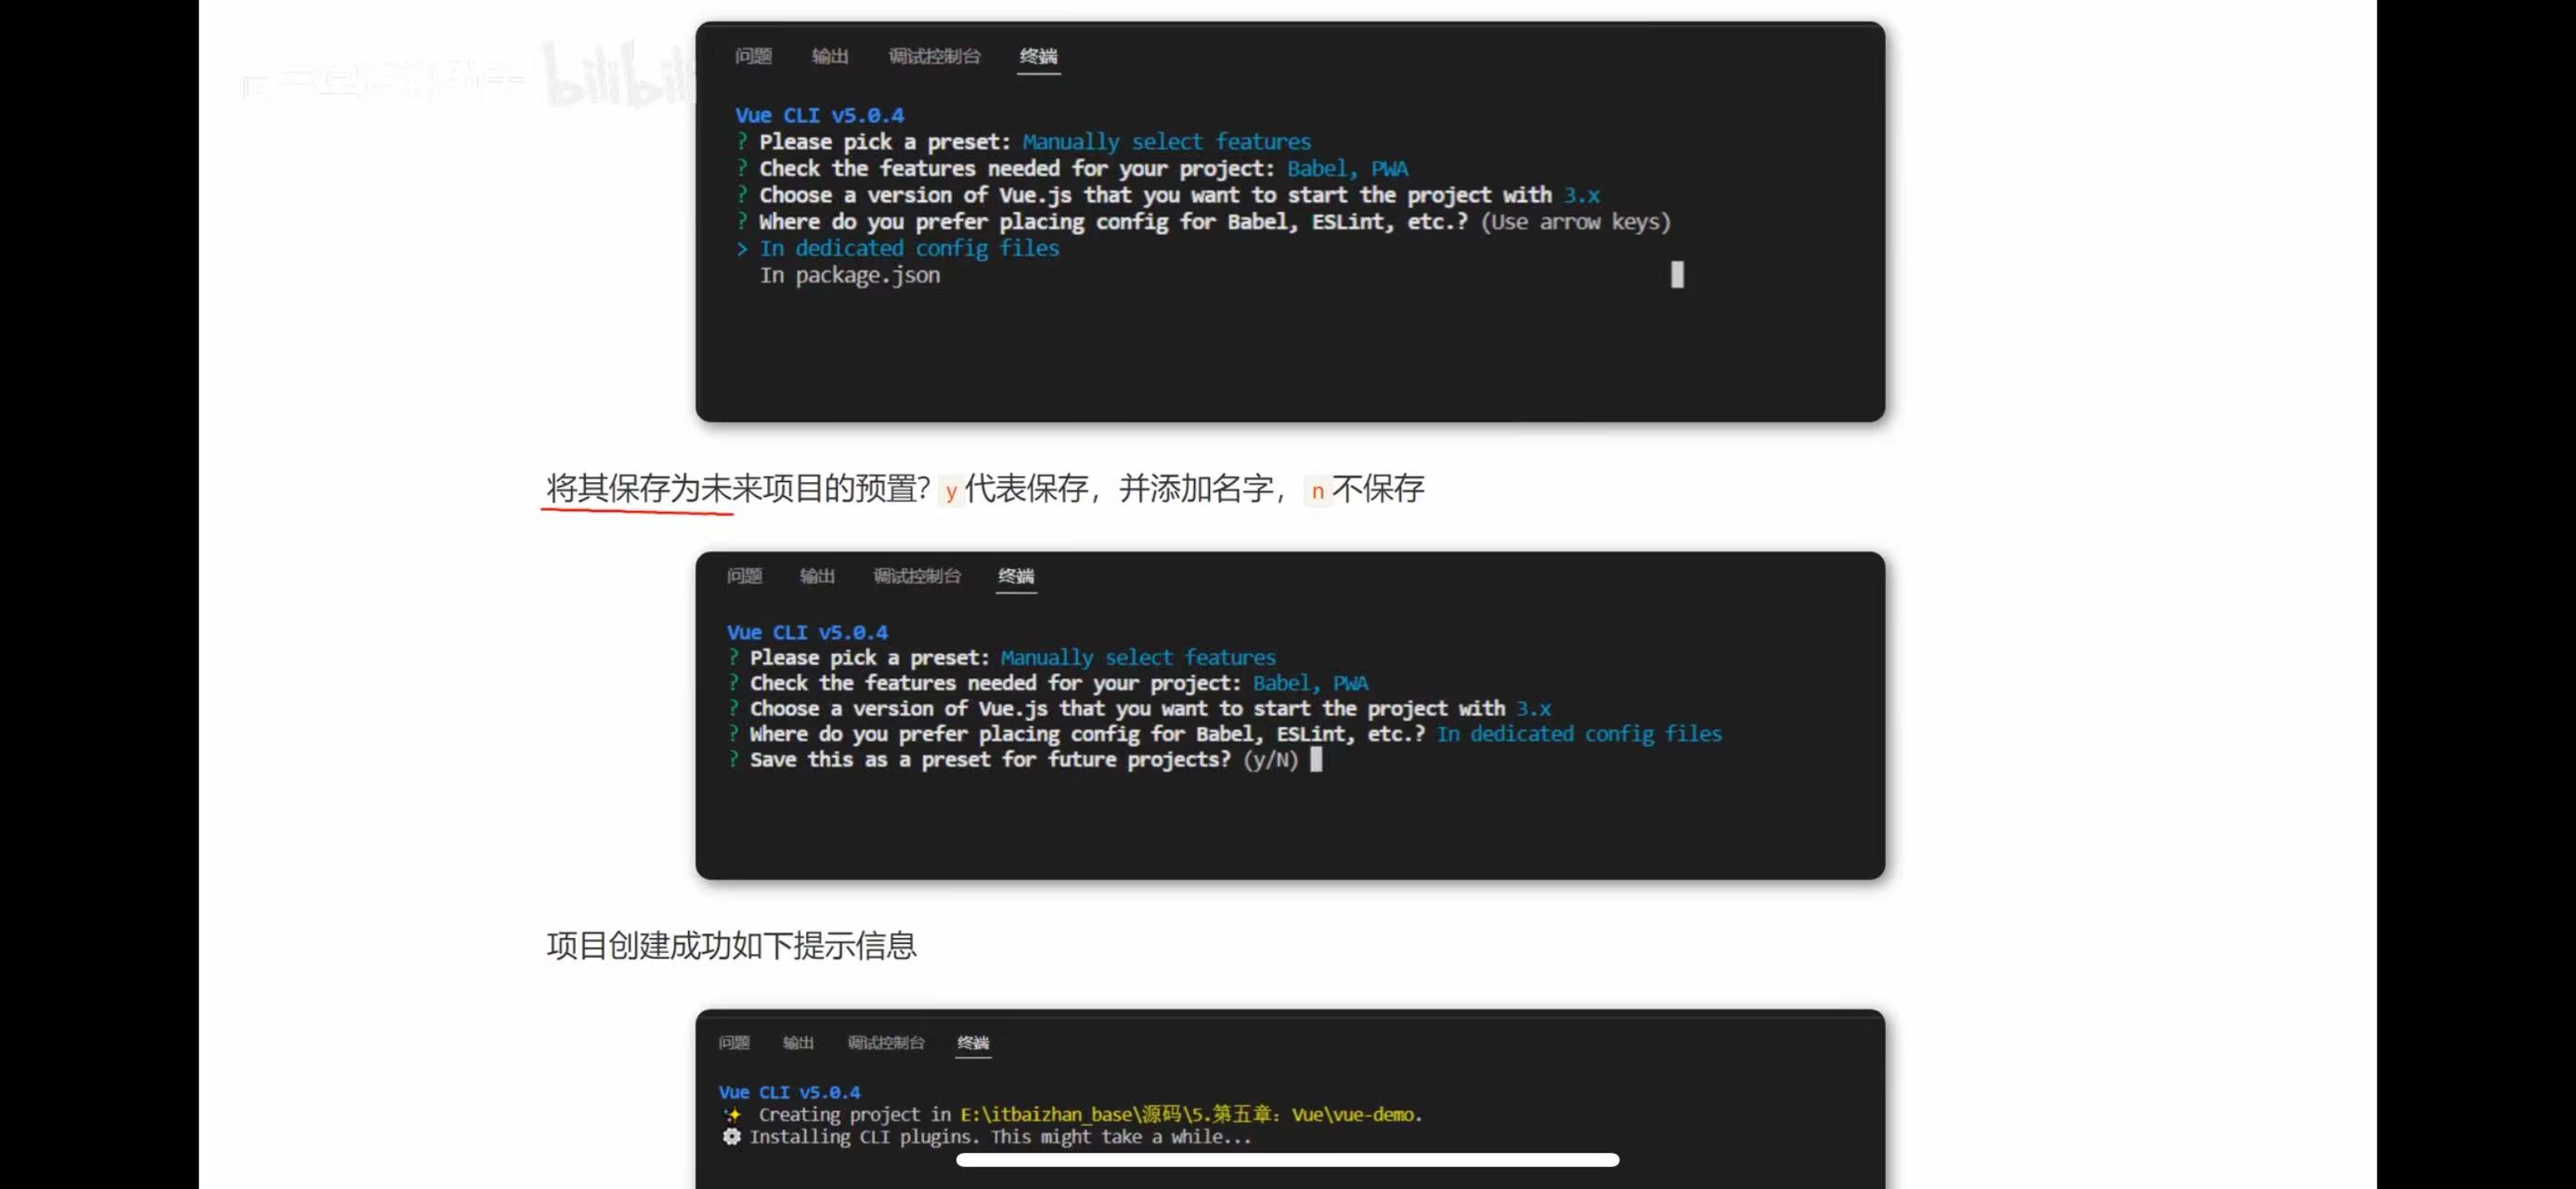 bilibili
问题 输出 调试控制台 终端
Vue CLI v5.0.4
? Please pick a preset: Manually select features
? Check the features needed for your project: Babel, PWA
? Choose a version of Vue.js that you want to start the project with 3.x
? Where do you prefer placing config for Babel, ESLint, etc.? (Use arrow keys)
> In dedicated config files
In package.json
将其保存为未来项目的预置? y代表保存，并添加名字，n不保存
问题 输出 调试控制台 终端
Vue CLI v5.0.4
? Please pick a preset: Manually select features
? Check the features needed for your project: Babel, PWA
? Choose a version of Vue.js that you want to start the project with 3.x
? Where do you prefer placing config for Babel, ESLint, etc.? In dedicated config files
? Save this as a preset for future projects? (y/N)
项目创建成功如下提示信息
问题 输出 调试控制台 终端
Vue CLI v5.0.4
✨ Creating project in E:\itbaizhan_base\源码\5.第五章：Vue\vue-demo.
⚙ Installing CLI plugins. This might take a while...